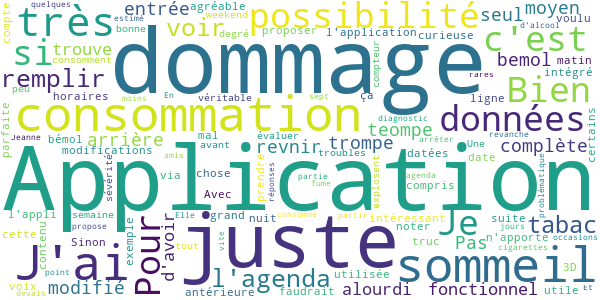 quelques estimé agréable entrée moyen
compte très weekend possibilité seul voulu
En bonne degré proposer l'application curieuse
si trouve voir c'est
remplir consomment dommage bemol matin
peu horaires compteur rares intégré
parfaite moins véritable sept ça ligne Bien certains
consommation données
Jeanne évaluer diagnostic En Une revanche
bémol arrière mal trompe teompe complète
modifications avant troubles revnir datées arrêter date
sévérité amis
Application
via chose réponses prendre partie fume explosent agenda compris problématique
Avec
l'appli contenu semaine Elle consommé partir intéressant Je suite jours
propose grand nuit noter Pas n'apporte occasions
cette Sinon tout faudrait truc tabac
J'ai Pour d'avoir juste cigarettes
exemple vite utilisée sommeil 3D
voix point l'agenda alourdi
devais modifié antérieure fonctionnel utile Et
d'alcool